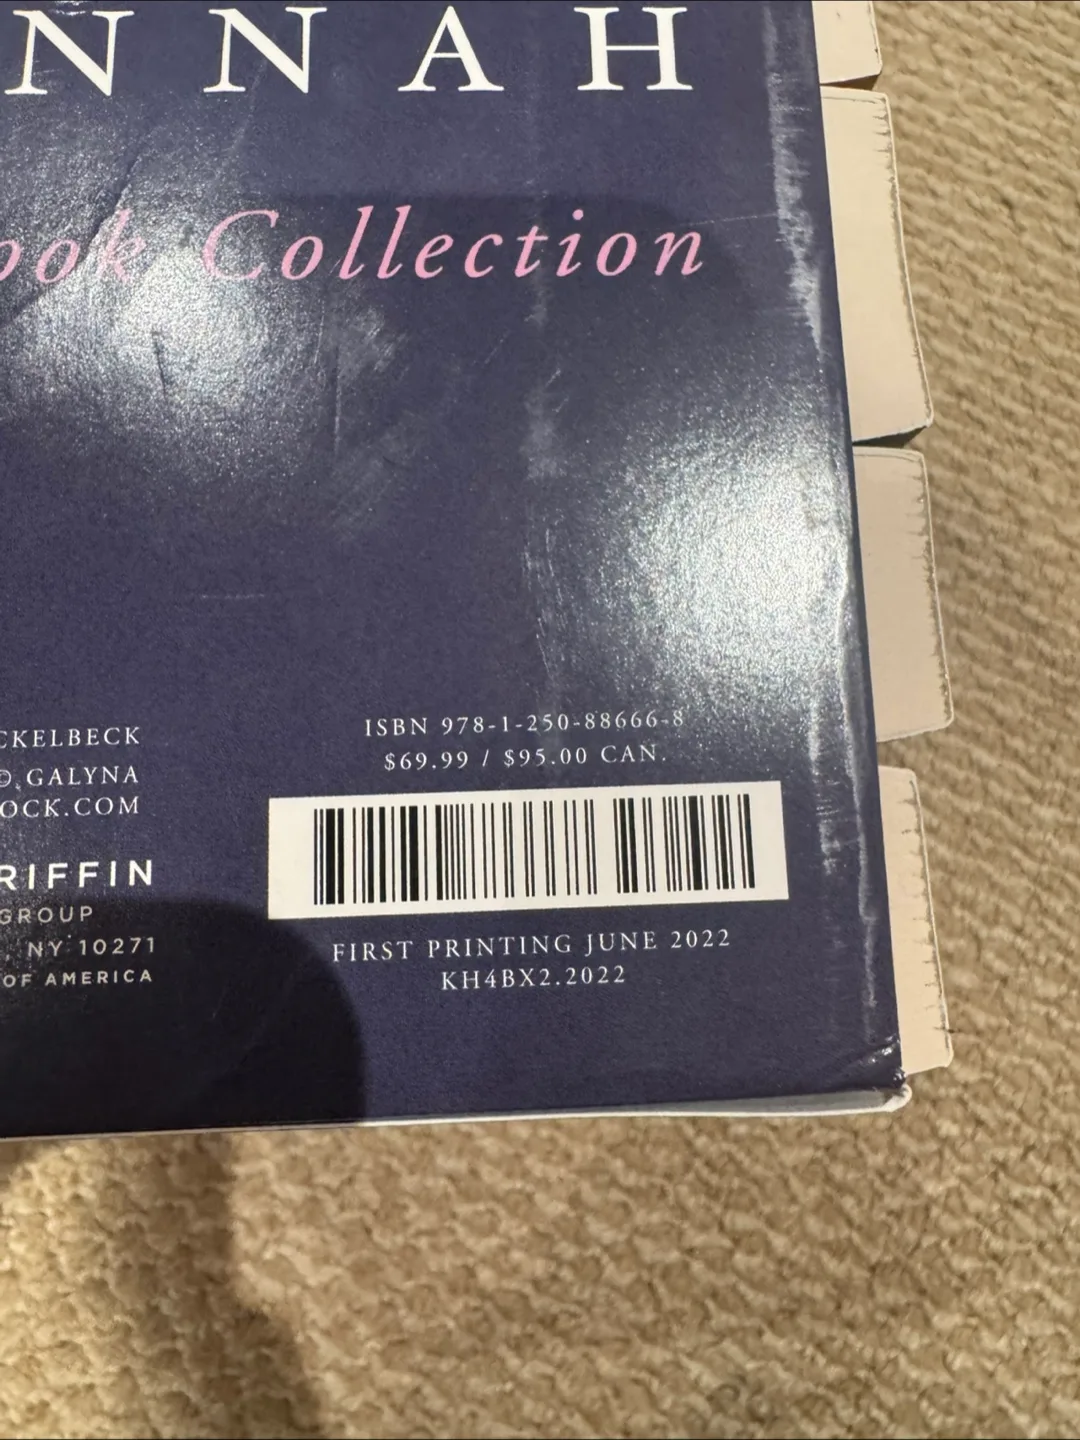 NNAH
ook Collection
CKELBECK
©, GALYNA
OCK.COM
RIFFIN
GROUP
, NY 10271
OF AMERICA
ISBN 978-1-250-88666-8
$69.99 / $95.00 CAN.
FIRST PRINTING JUNE 2022
KH4BX2.2022